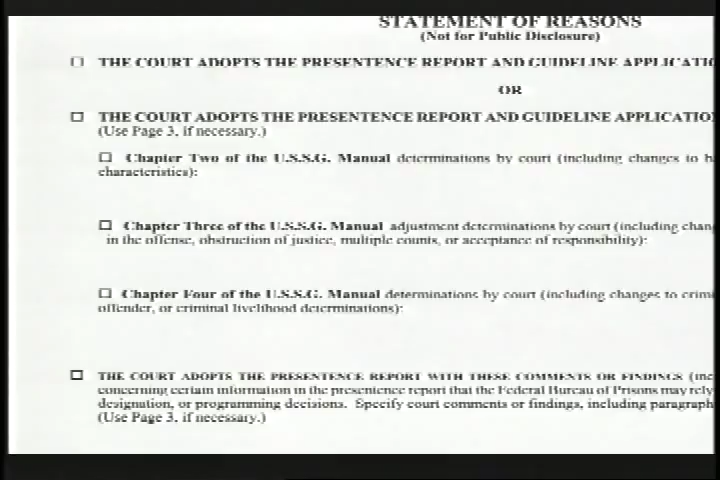 STATEMENT OF REASONS
(Not for Public Disclosure)
☐ THE COURT ADOPTS THE PRESENTENCE REPORT AND GUIDELINE
OR
☐ THE COURT ADOPTS THE PRESENTENCE REPORT AND GUIDELINE
(Use Page 3, if necessary.)
☐ Chapter Two of the U.S.S.G. Manual determinations by court (including changes to
characteristics):
☐ Chapter Three of the U.S.S.G. Manual adjustment determinations by court (including
in the offense, obstruction of justice, multiple counts, or acceptance of responsibility):
☐ Chapter Four of the U.S.S.G. Manual determinations by court (including changes to
offender, or criminal livelihood determinations):
☐ THE COURT ADOPTS THE PRESENTENCE REPORT WITH THESE COMMENTS OR FINDINGS
concerning certain information in the presentence report that the Federal Bureau of Prisons may rely
designation, or programming decisions. Specify court comments or findings, including
(Use Page 3, if necessary.)